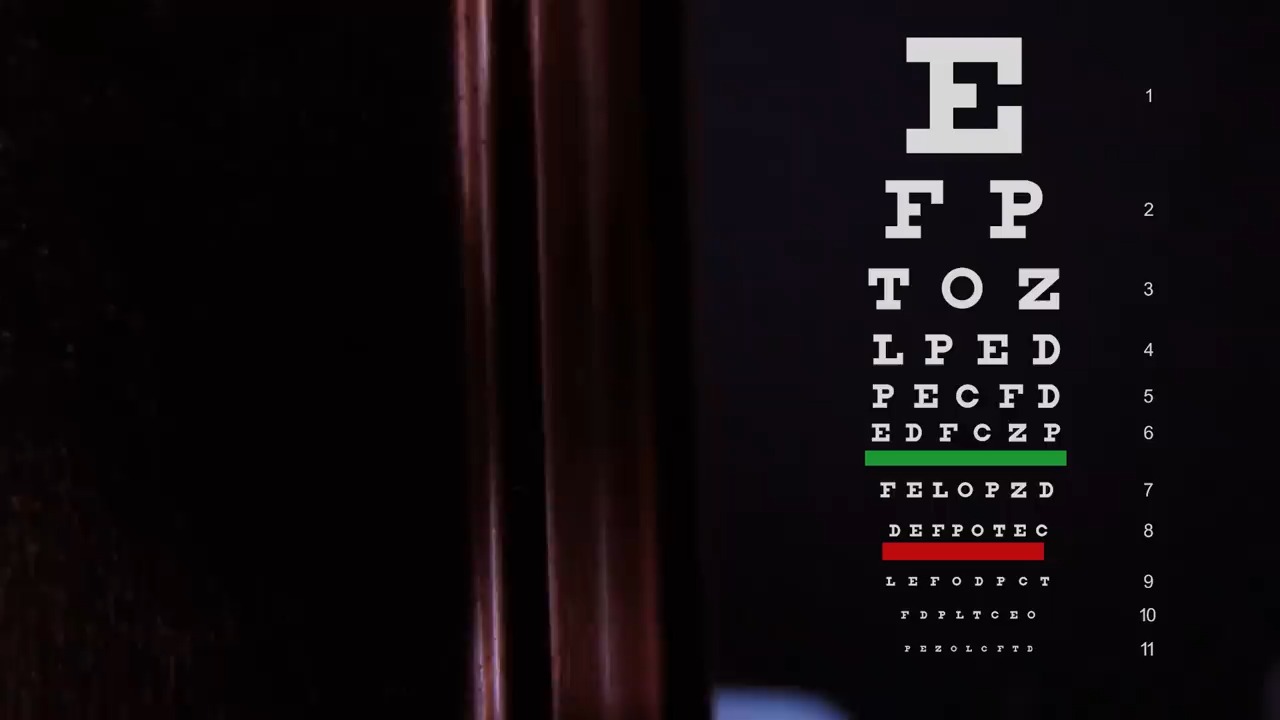 E 1
F P 2
T O Z 3
L P E D 4
P E C F D 5
E D F C Z P 6
F E L O P Z D 7
D E F P O T E C 8
L E F O D P C T 9
F D P L T C E O 10
P E Z O L C F T D 11